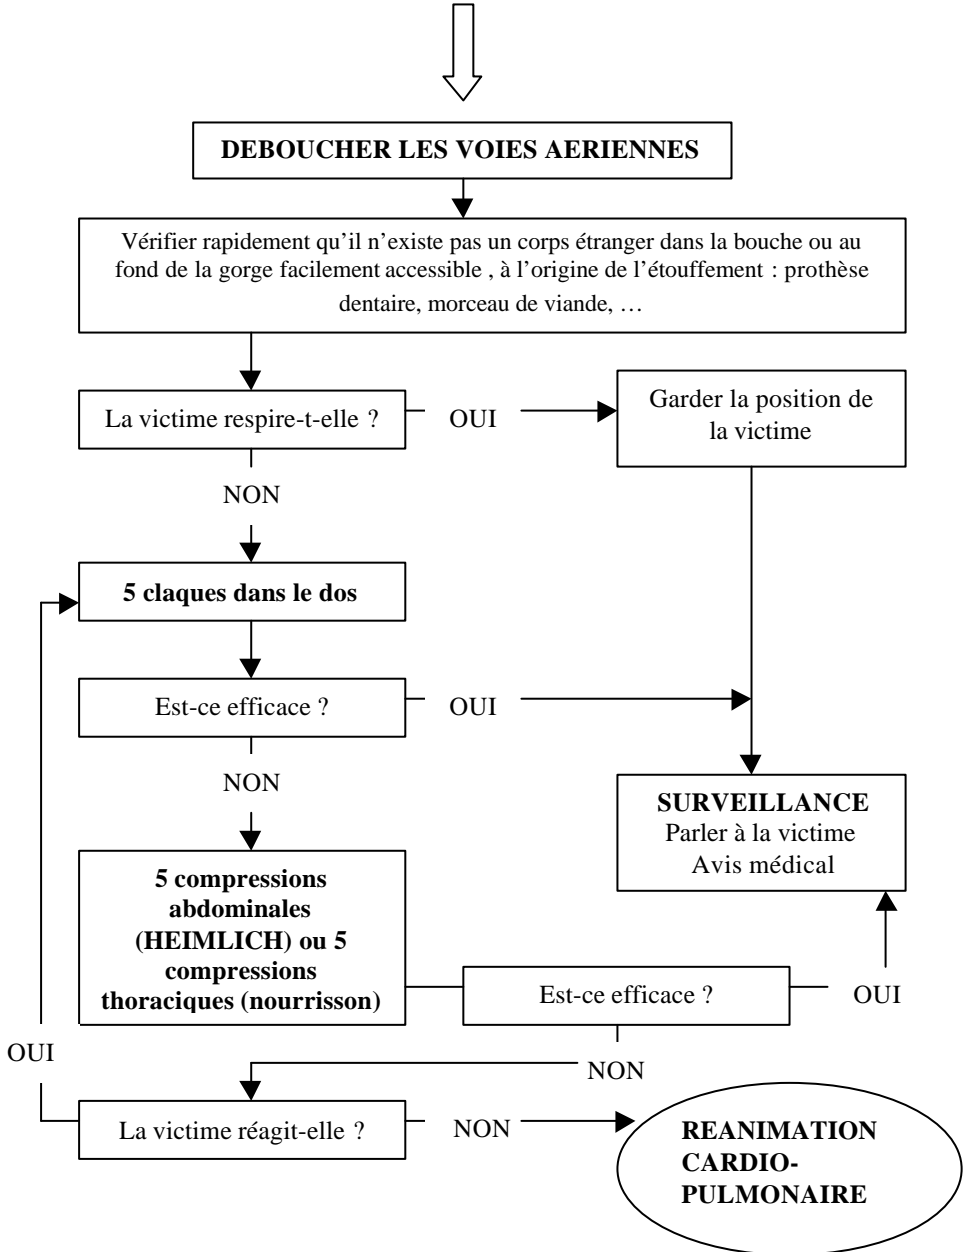 DEBOUCHER LES VOIES AERIENNES
Vérifier rapidement qu’il n’existe pas un corps étranger dans la bouche ou au
fond de la gorge facilement accessible , à l’origine de l’étouffement : prothèse
dentaire, morceau de viande, …
La victime respire-t-elle ?
OUI
Garder la position de
la victime
NON
5 claques dans le dos
Est-ce efficace ?
OUI
NON
SURVEILLANCE
Parler à la victime
Avis médical
5 compressions
abdominales
(HEIMLICH) ou 5
compressions
thoraciques (nourrisson)
Est-ce efficace ?
OUI
OUI
NON
La victime réagit-elle ?
NON
REANIMATION
CARDIO-
PULMONAIRE